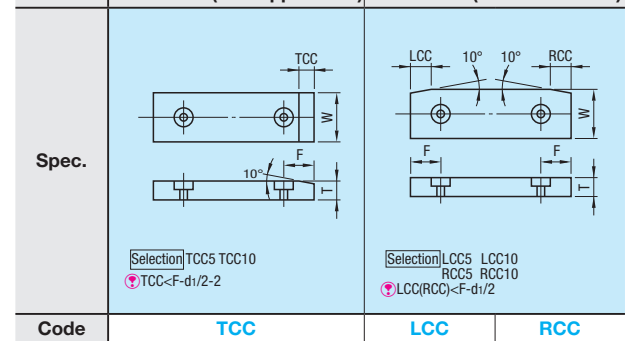 Spec.
TCC
W
F
10°
T
Selection TCC5 TCC10
TCC<F-d1/2-2
LCC 10° 10° RCC
W
F F
T
Selection LCC5 LCC10
RCC5 RCC10
LCC(RCC)<F-d1/2
Code TCC LCC RCC